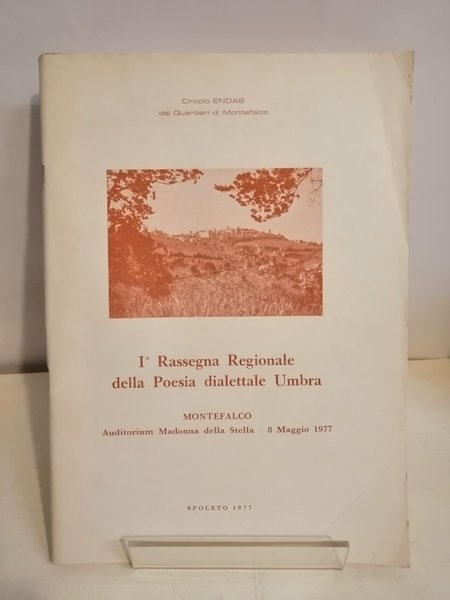 Circolo ENDAS
dei Quartieri di Montefalco
Iª Rassegna Regionale
della Poesia dialettale Umbra
MONTEFALCO
Auditorium Madonna della Stella - 8 Maggio 1977
SPOLETO 1977